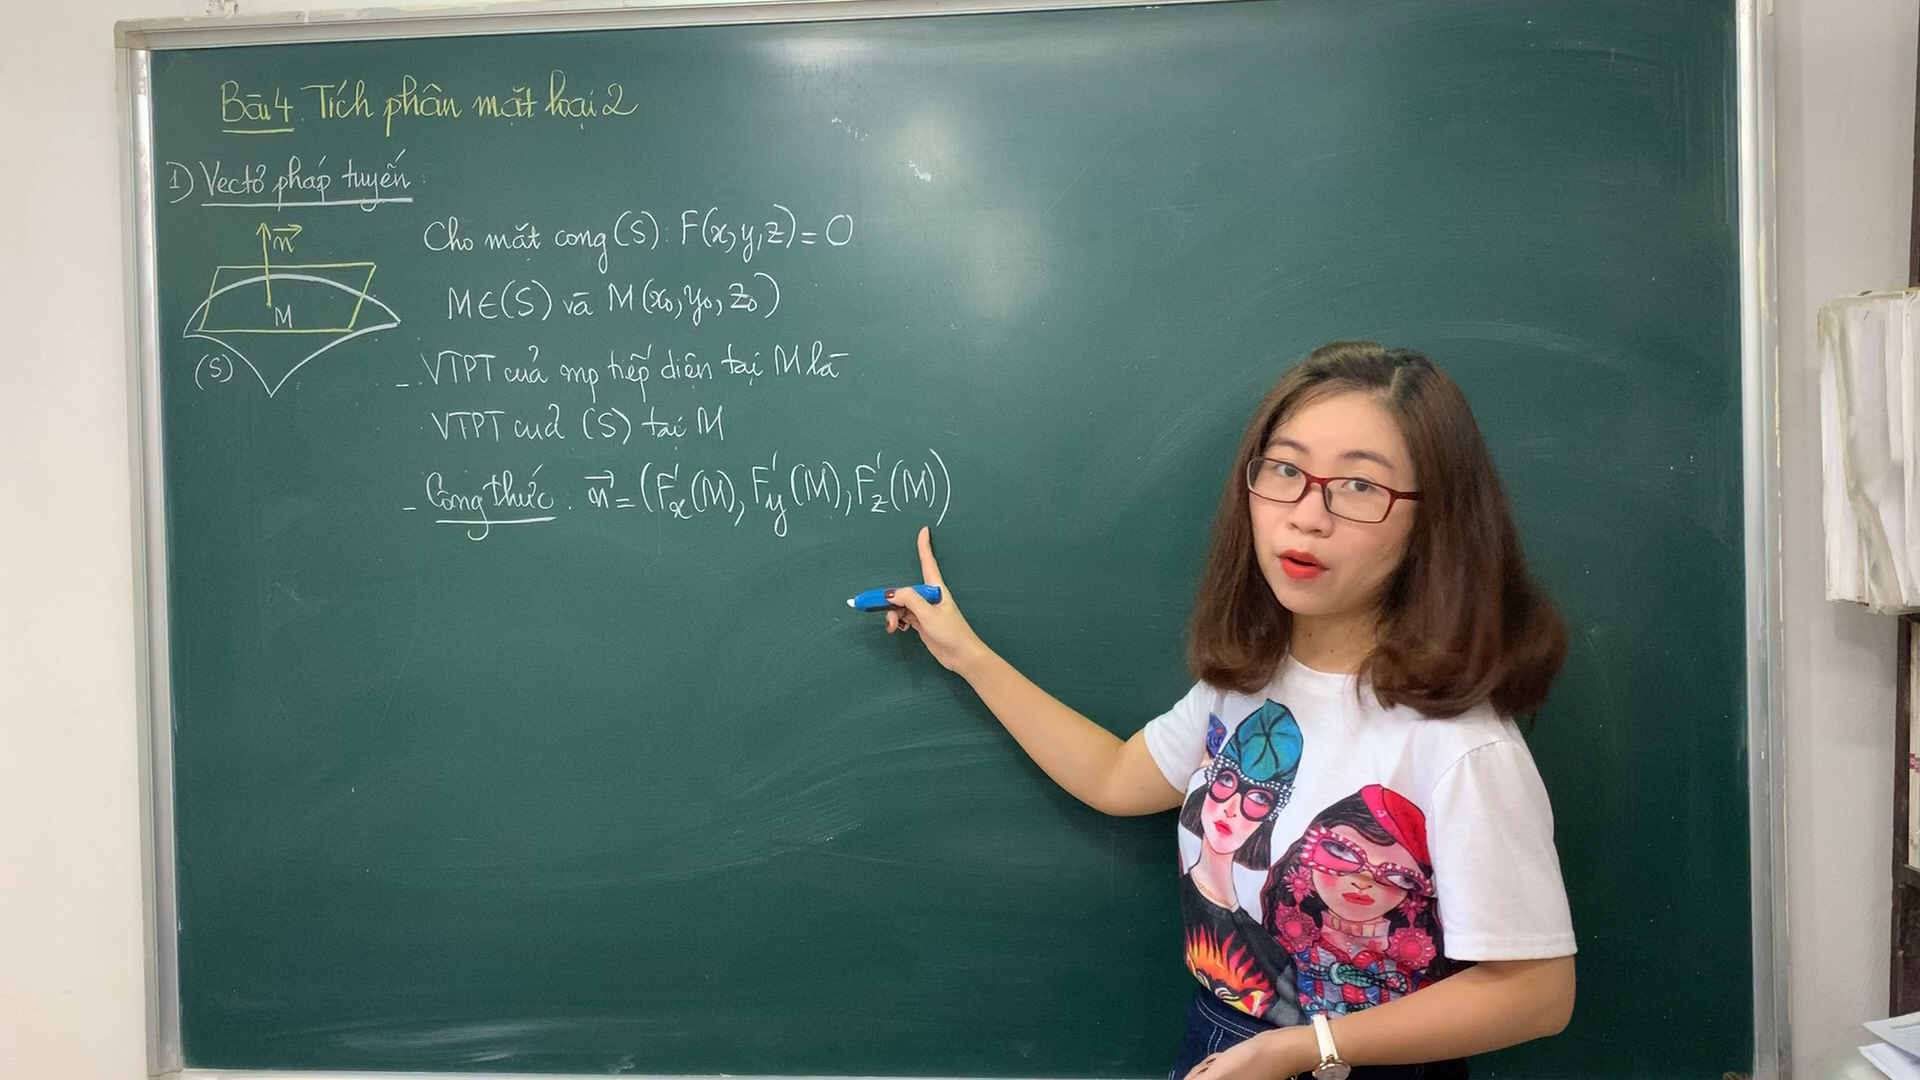 Bài 4. Tích phân mặt loại 2
1) Vectơ pháp tuyến:
n⃗
M
(S)
Cho mặt cong (S): F(x,y,z)=0
M∈(S) và M(x₀,y₀,z₀)
- VTPT của mp tiếp diện tại M là
VTPT của (S) tại M
- Công thức: n⃗=(F'ₓ(M), F'y(M), F'z(M))